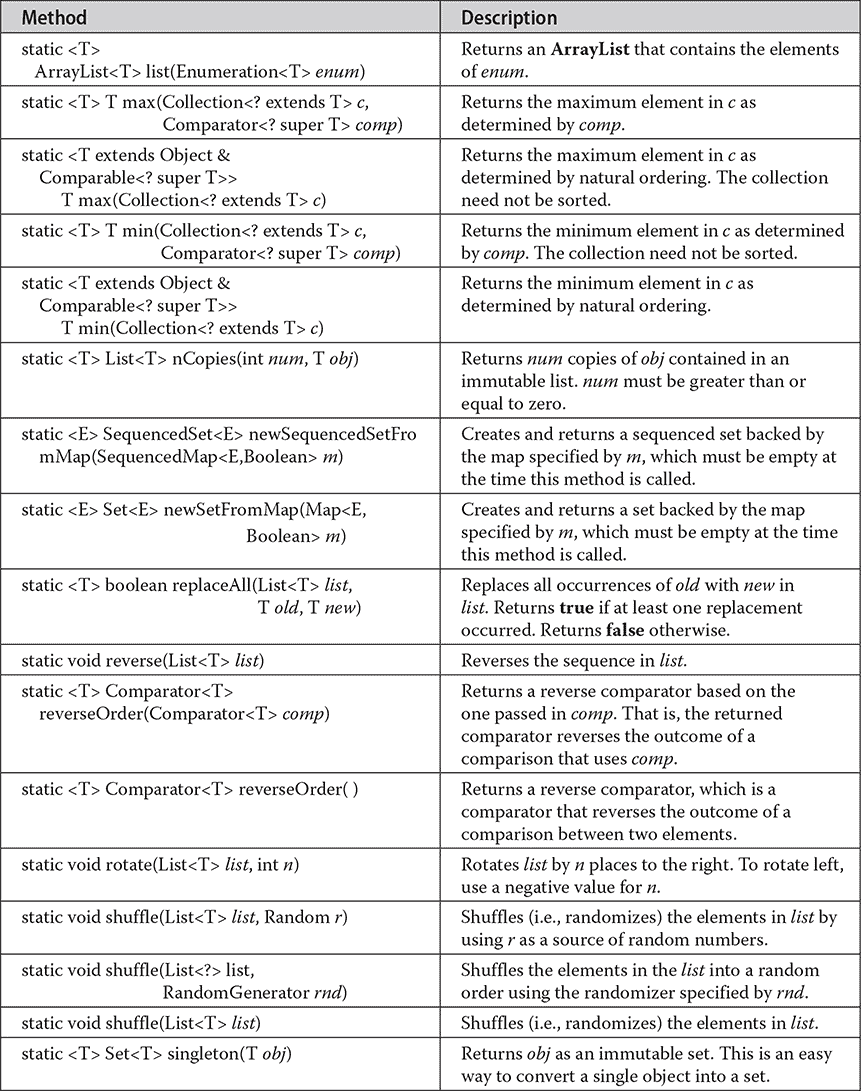 Method Description
static <T>
ArrayList<T> list(Enumeration<T> enum)
Returns an ArrayList that contains the elements
of enum.
static <T> T max(Collection<? extends T> c,
Comparator<? super T> comp)
Returns the maximum element in c as
determined by comp.
static <T extends Object &
Comparable<? super T>>
T max(Collection<? extends T> c)
Returns the maximum element in c as
determined by natural ordering. The collection
need not be sorted.
static <T> T min(Collection<? extends T> c,
Comparator<? super T> comp)
Returns the minimum element in c as determined
by comp. The collection need not be sorted.
static <T extends Object &
Comparable<? super T>>
T min(Collection<? extends T> c)
Returns the minimum element in c as
determined by natural ordering.
static <T> List<T> nCopies(int num, T obj)
Returns num copies of obj contained in an
immutable list. num must be greater than or
equal to zero.
static <E> SequencedSet<E> newSequencedSetFro
mMap(SequencedMap<E,Boolean> m)
Creates and returns a sequenced set backed by
the map specified by m, which must be empty at
the time this method is called.
static <E> Set<E> newSetFromMap(Map<E,
Boolean> m)
Creates and returns a set backed by the map
specified by m, which must be empty at the time
this method is called.
static <T> boolean replaceAll(List<T> list,
T old, T new)
Replaces all occurrences of old with new in
list. Returns true if at least one replacement
occurred. Returns false otherwise.
static void reverse(List<T> list)
Reverses the sequence in list.
static <T> Comparator<T>
reverseOrder(Comparator<T> comp)
Returns a reverse comparator based on the
one passed in comp. That is, the returned
comparator reverses the outcome of a
comparison that uses comp.
static <T> Comparator<T> reverseOrder( )
Returns a reverse comparator, which is a
comparator that reverses the outcome of a
comparison between two elements.
static void rotate(List<T> list, int n)
Rotates list by n places to the right. To rotate left,
use a negative value for n.
static void shuffle(List<T> list, Random r)
Shuffles (i.e., randomizes) the elements in list by
using r as a source of random numbers.
static void shuffle(List<?> list,
RandomGenerator rnd)
Shuffles the elements in the list into a random
order using the randomizer specified by rnd.
static void shuffle(List<T> list)
Shuffles (i.e., randomizes) the elements in list.
static <T> Set<T> singleton(T obj)
Returns obj as an immutable set. This is an easy
way to convert a single object into a set.